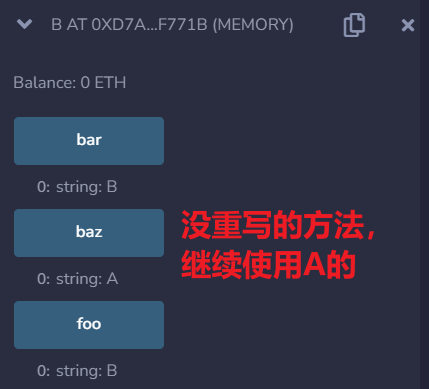 B AT 0XD7A...F771B (MEMORY)
Balance: 0 ETH
bar
0: string: B
baz
0: string: A
没重写的方法，
继续使用A的
foo
0: string: B